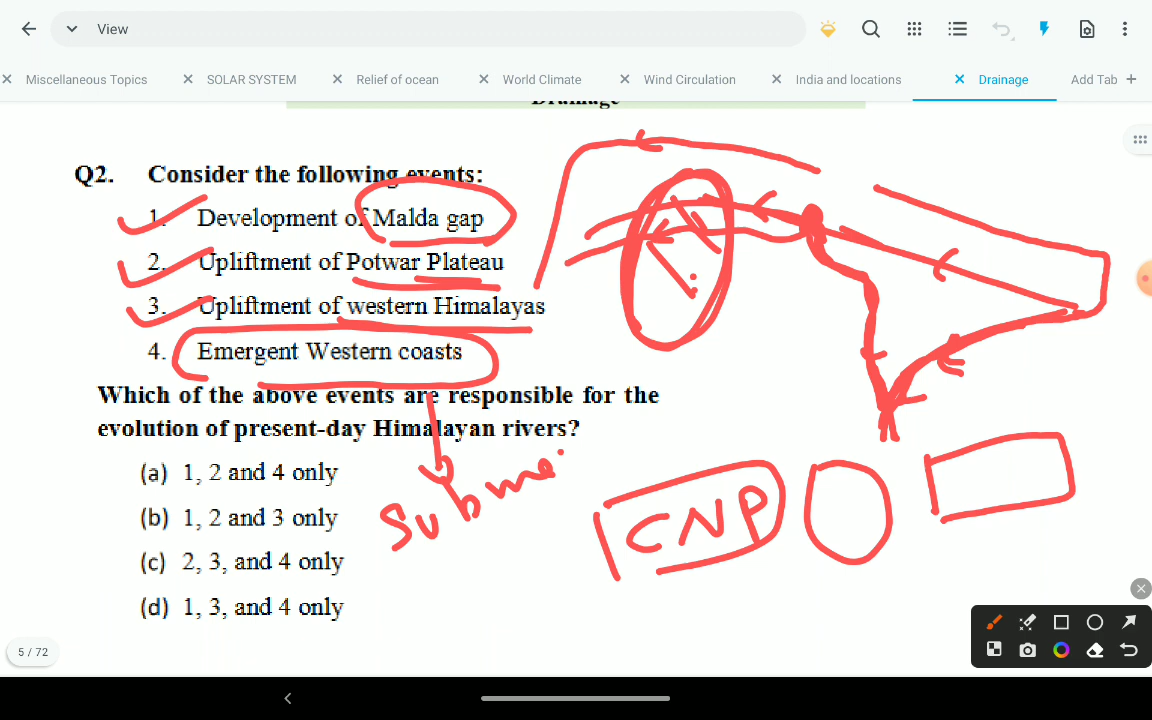 View
Miscellaneous Topics SOLAR SYSTEM Relief of ocean World Climate Wind Circulation India and locations Drainage Add Tab +
Drainage
Q2. Consider the following events:
1. Development of Malda gap
2. Upliftment of Potwar Plateau
3. Upliftment of western Himalayas
4. Emergent Western coasts
Which of the above events are responsible for the
evolution of present-day Himalayan rivers?
(a) 1, 2 and 4 only
(b) 1, 2 and 3 only
(c) 2, 3, and 4 only
(d) 1, 3, and 4 only
Subme.
CNP
5 / 72